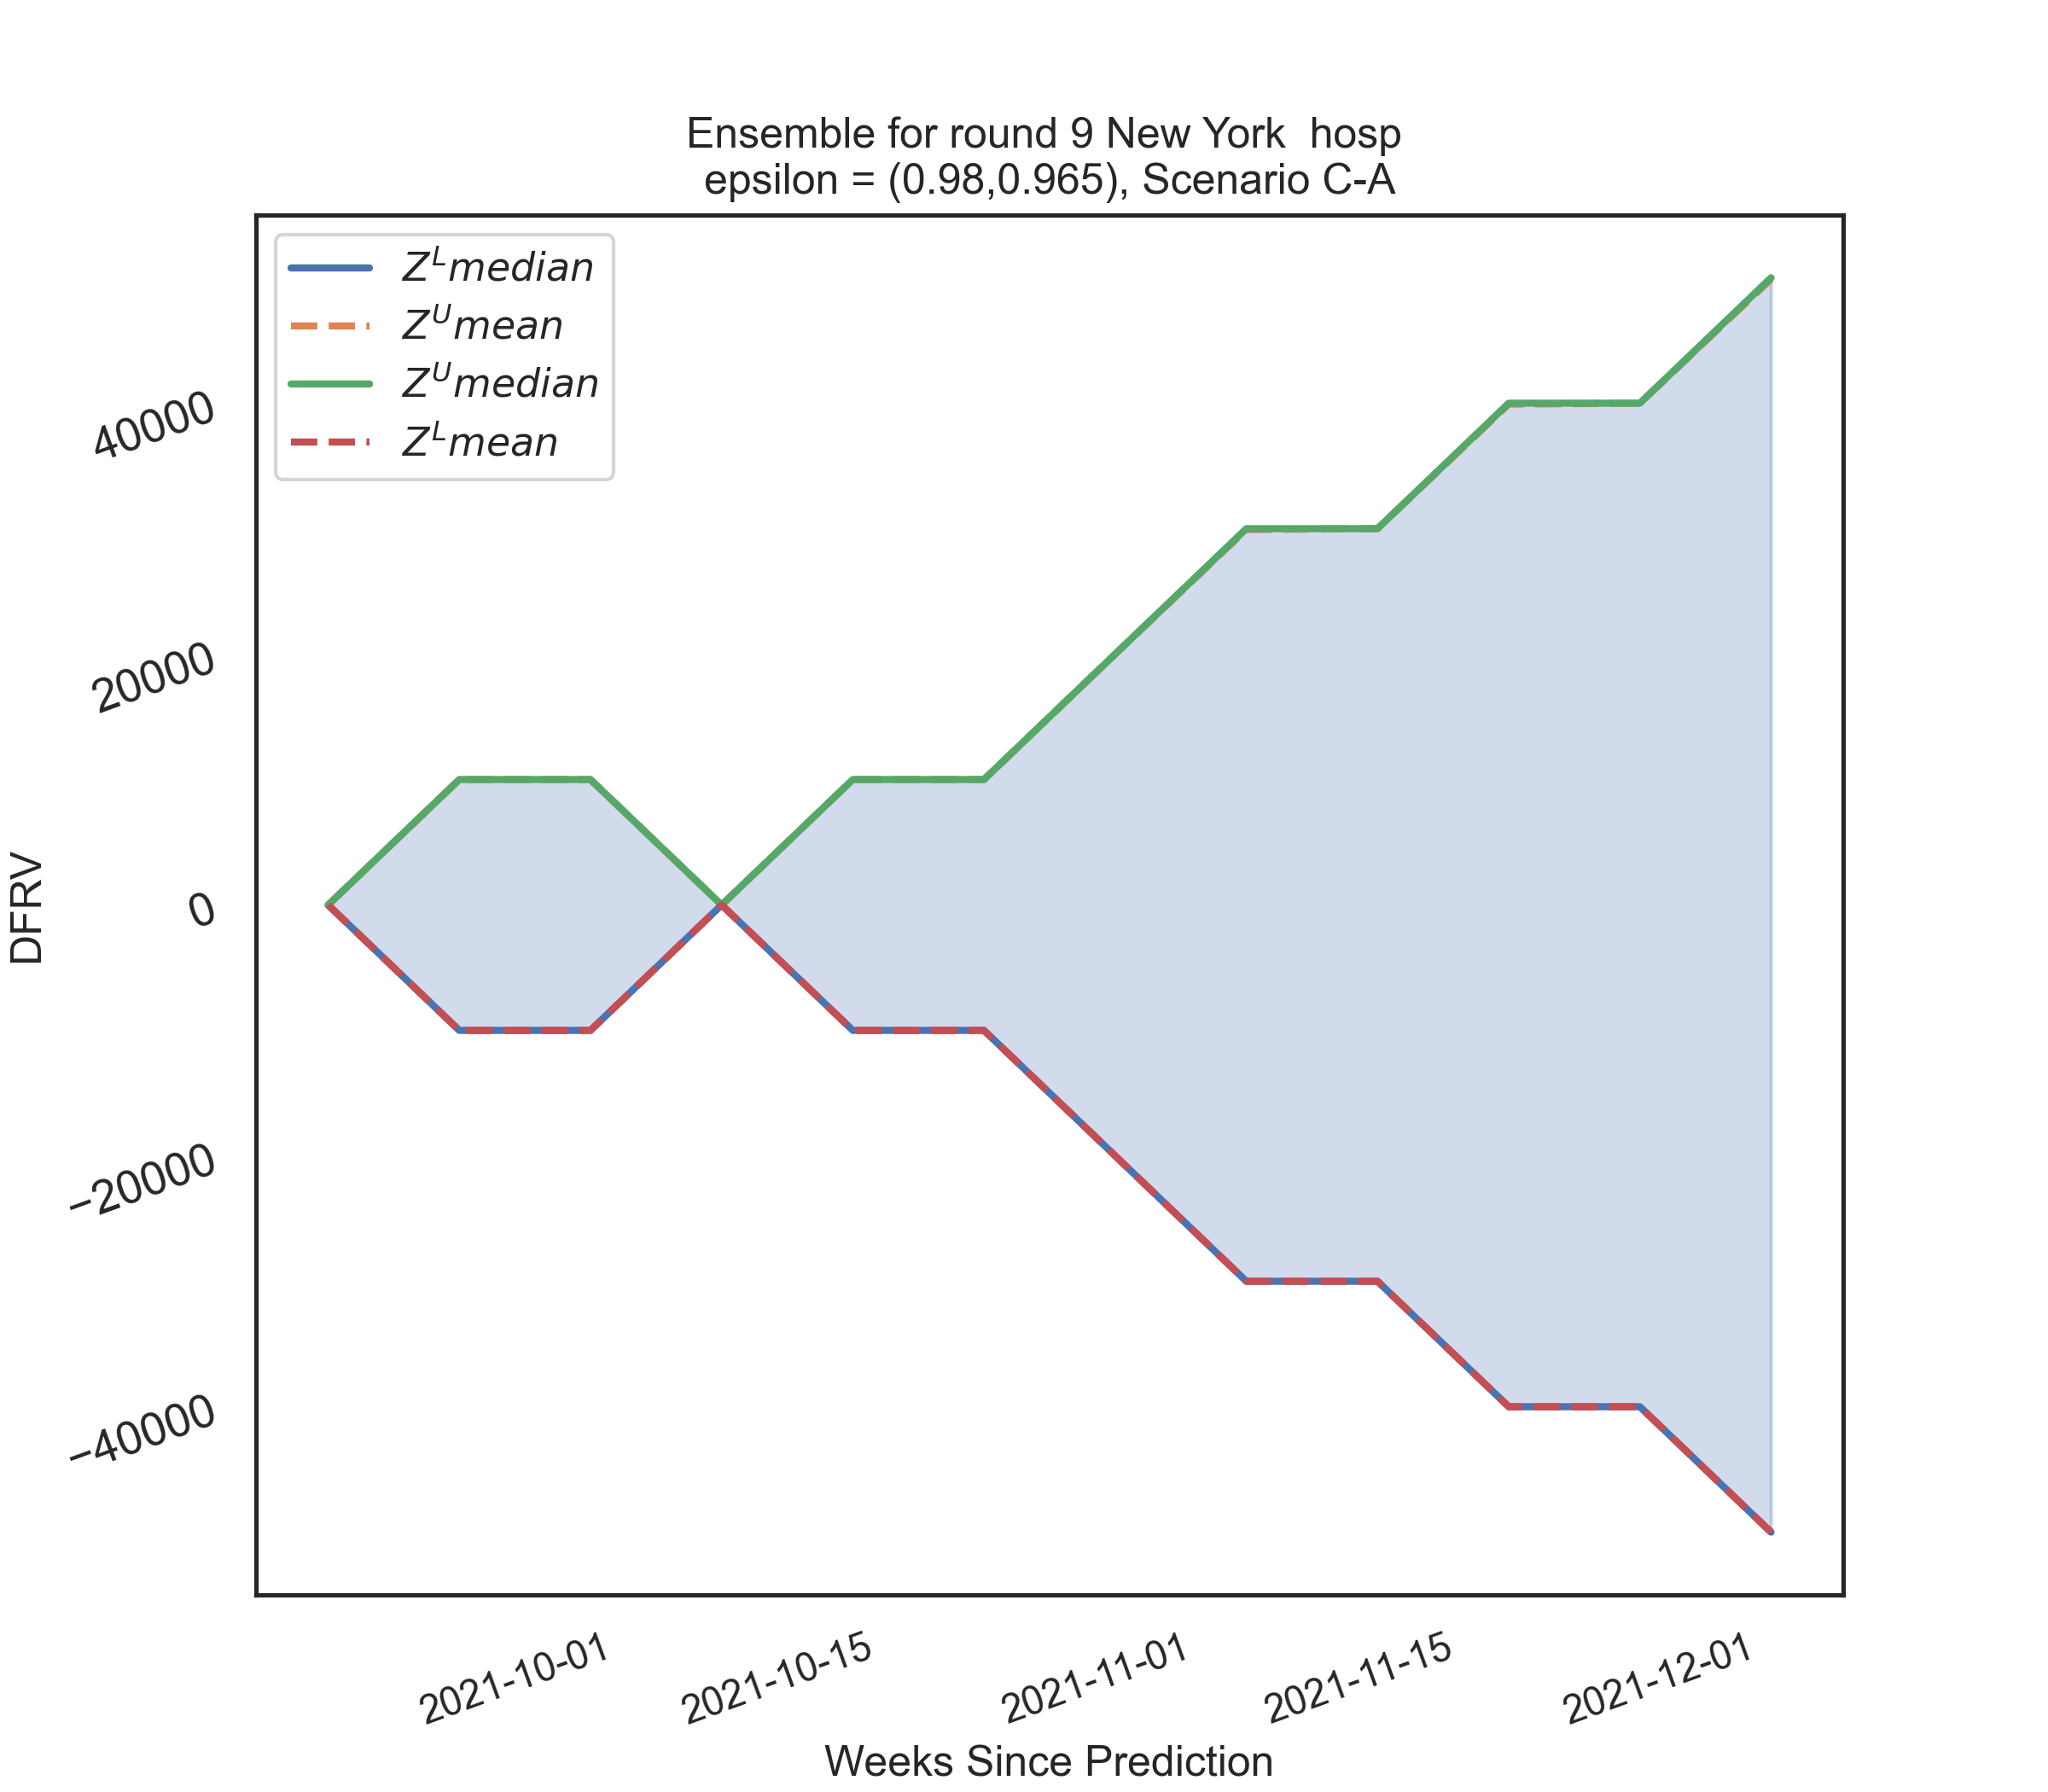 Ensemble for round 9 New York  hosp
epsilon = (0.98,0.965), Scenario C-A
Z^L median
Z^U mean
Z^U median
Z^L mean
40000
20000
0
−20000
−40000
DFRV
2021-10-01
2021-10-15
2021-11-01
2021-11-15
2021-12-01
Weeks Since Prediction